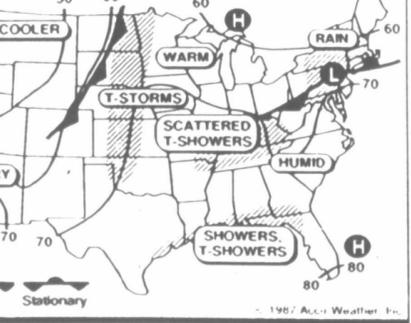 60
H
COOLER
60
RAIN
WARM
L
70
T-STORMS
SCATTERED
T-SHOWERS
HUMID
70
70
SHOWERS,
T-SHOWERS
H
80
80
Stationary
1987 Accu-Weather, Inc.